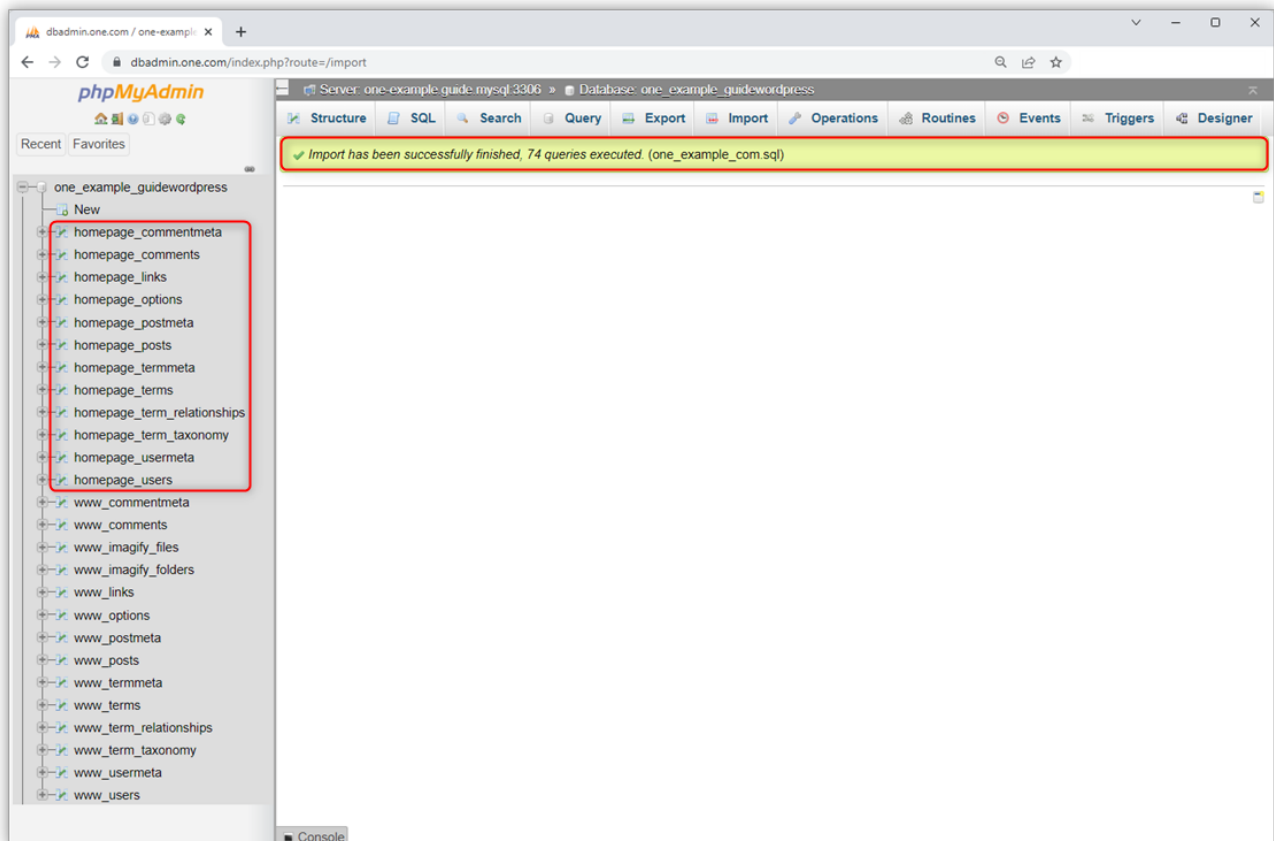 dbadmin.one.com / one-exampl
dbadmin.one.com/index.php?route=/import
phpMyAdmin
Recent Favorites
one_example_guidewordpress
New
homepage_commentmeta
homepage_comments
homepage_links
homepage_options
homepage_postmeta
homepage_posts
homepage_termmeta
homepage_terms
homepage_term_relationships
homepage_term_taxonomy
homepage_usermeta
homepage_users
www_commentmeta
www_comments
www_imagify_files
www_imagify_folders
www_links
www_options
www_postmeta
www_posts
www_termmeta
www_terms
www_term_relationships
www_term_taxonomy
www_usermeta
www_users
Server: one-example.guide.mysql:3306 » Database: one_example_guidewordpress
Structure SQL Search Query Export Import Operations Routines Events Triggers Designer
Import has been successfully finished, 74 queries executed. (one_example_com.sql)
Console